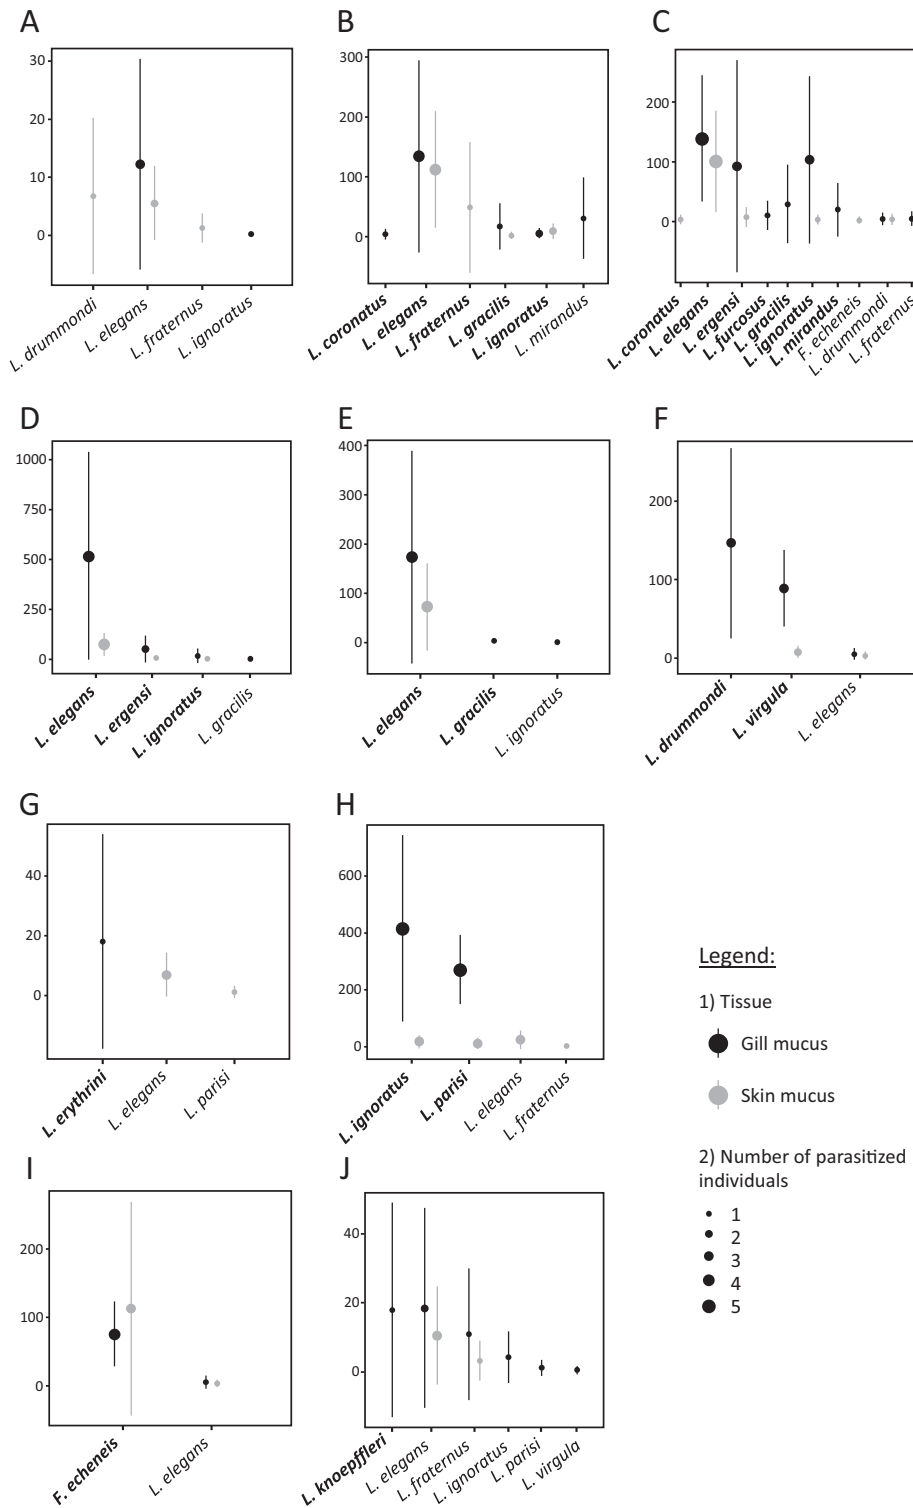 A
30
20
10
0
L. drummondi
L. elegans
L. fraternus
L. ignoratus
B
300
200
100
0
L. coronatus
L. elegans
L. fraternus
L. gracilis
L. ignoratus
L. mirandus
C
200
100
0
L. coronatus
L. elegans
L. ergensi
L. furcosus
L. gracilis
L. ignoratus
L. mirandus
F. echeneis
L. drummondi
L. fraternus
D
1000
750
500
250
0
L. elegans
L. ergensi
L. ignoratus
L. gracilis
E
400
300
200
100
0
L. elegans
L. gracilis
L. ignoratus
F
200
100
0
L. drummondi
L. virgula
L. elegans
G
40
20
0
L. erythrini
L. elegans
L. parisi
H
600
400
200
0
L. ignoratus
L. parisi
L. elegans
L. fraternus
Legend:
1) Tissue
Gill mucus
Skin mucus
2) Number of parasitized
individuals
1
2
3
4
5
I
200
100
0
F. echeneis
L. elegans
J
40
20
0
L. knoepffleri
L. elegans
L. fraternus
L. ignoratus
L. parisi
L. virgula